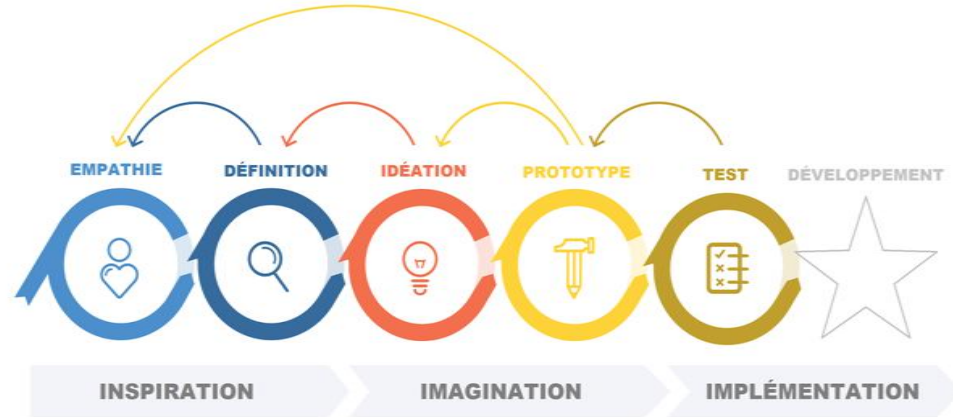 EMPATHIE
DÉFINITION
IDÉATION
PROTOTYPE
TEST
DÉVELOPPEMENT
INSPIRATION
IMAGINATION
IMPLÉMENTATION